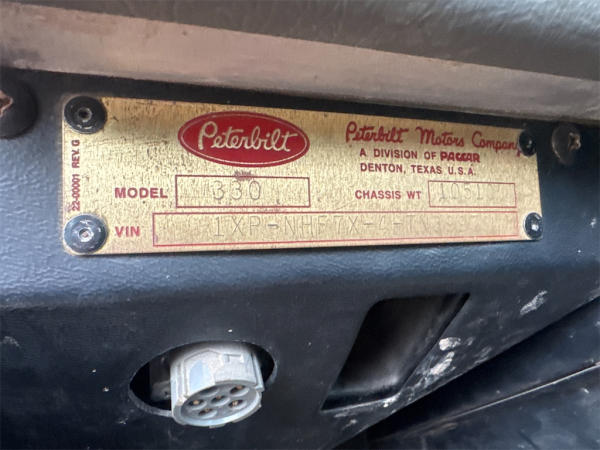 22-00001 REV. G
Peterbilt
Peterbilt Motors Company
A DIVISION OF PACCAR
DENTON, TEXAS U.S.A.
MODEL 330
CHASSIS WT
VIN